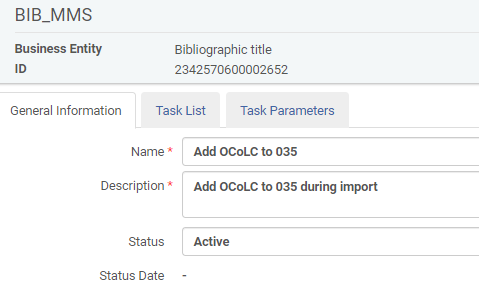 BIB_MMS
Business Entity Bibliographic title
ID 2342570600002652
General Information Task List Task Parameters
Name * Add OCoLC to 035
Description * Add OCoLC to 035 during import
Status Active
Status Date -